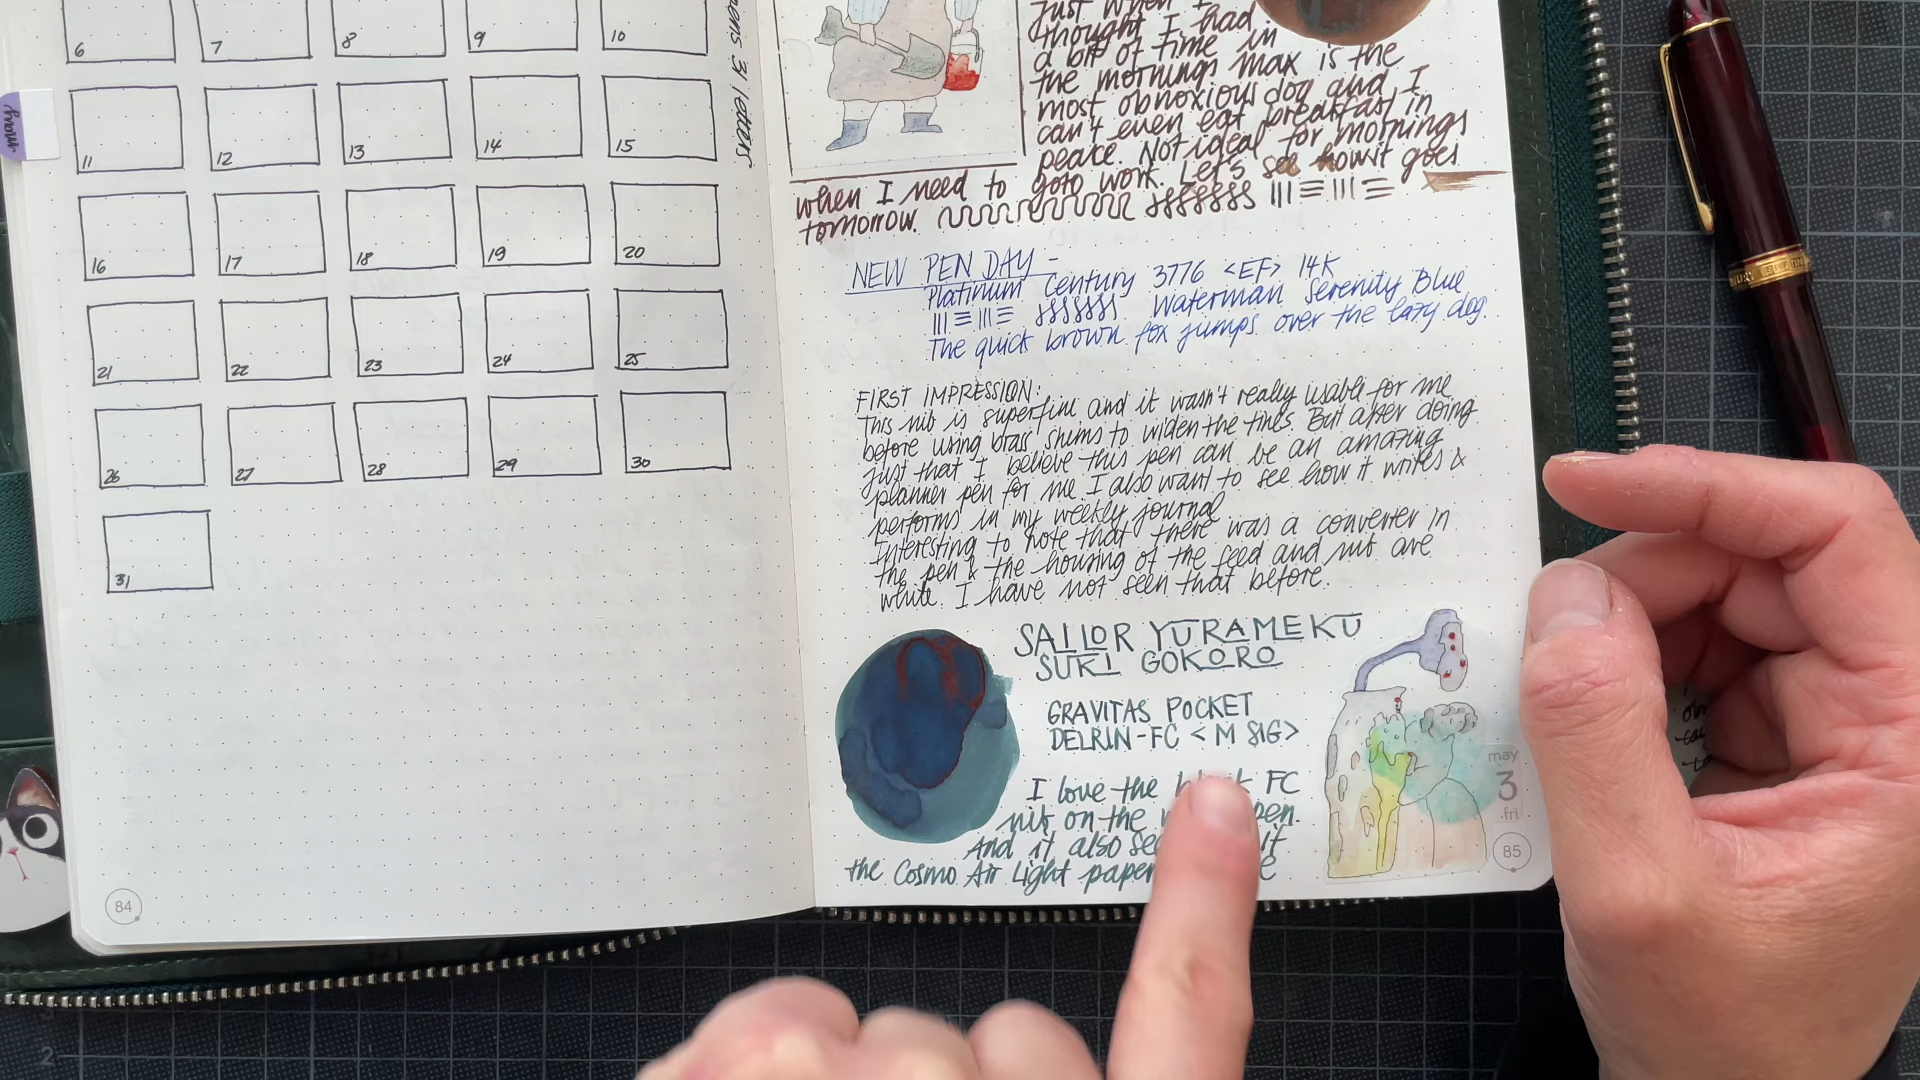 6 7 8 9 10
11 12 13 14 15
16 17 18 19 20
21 22 23 24 25
26 27 28 29 30
31
84
just when I
thought I had
a bit of time in
the mornings Max is the
most obnoxious dog and I
can't even eat breakfast in
peace. Not ideal for mornings
when I need to goto work. Let's see how it goes
tomorrow.
NEW PEN DAY -
Platinum Century 3776 <EF> 14K
Waterman Serenity Blue
The quick brown fox jumps over the lazy dog.
FIRST IMPRESSION:
This nib is superfine and it wasn't really usable for me
before using brass shims to widen the tines. But after doing
just that I believe this pen can be an amazing
planner pen for me. I also want to see how it writes &
performs in my weekly journal
Interesting to note that there was a converter in
the pen & the housing of the feed and nib are
white. I have not seen that before.
SAILOR YURAMEKU
SUKI GOKORO
GRAVITAS POCKET
DELRIN-FC <M SIG>
I love the FC
nib on the pen.
And it also it
the Cosmo Air Light paper
may
3
fri
85
2